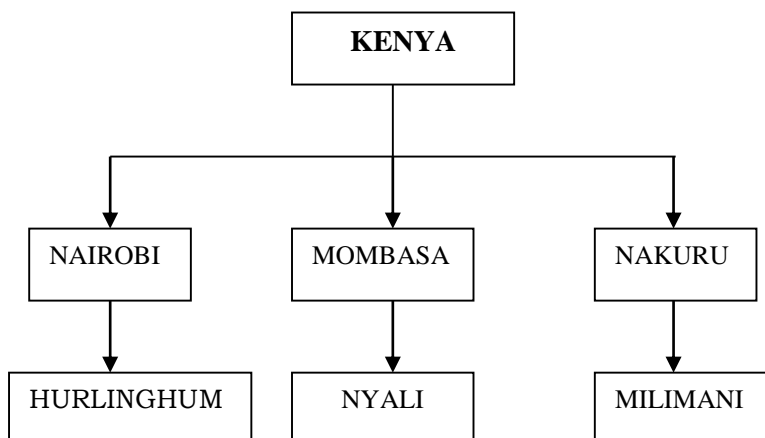 KENYA
NAIROBI
MOMBASA
NAKURU
HURLINGHUM
NYALI
MILIMANI